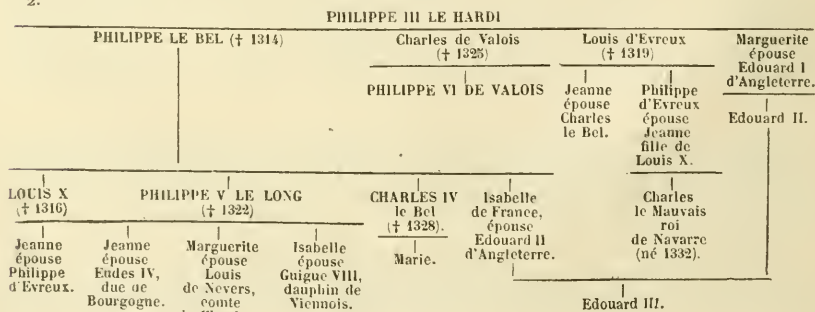 2.
PHILIPPE III LE HARDI
PHILIPPE LE BEL († 1314)
Charles de Valois
(† 1325)
Louis d'Evreux
(† 1319)
Marguerite
épouse
Edouard I
d'Angleterre.
PHILIPPE VI DE VALOIS
Jeanne
épouse
Charles
le Bel.
Philippe
d'Evreux
épouse
Jeanne
fille de
Louis X.
Edouard II.
LOUIS X
(† 1316)
PHILIPPE V LE LONG
(† 1322)
CHARLES IV
le Bel
(† 1328).
Isabelle
de France,
épouse
Edouard II
d'Angleterre.
Charles
le Mauvais
roi
de Navarre
(né 1332).
Jeanne
épouse
Philippe
d'Evreux.
Jeanne
épouse
Eudes IV,
duc de
Bourgogne.
Marguerite
épouse
Louis
de Nevers,
comte
Isabelle
épouse
Guigue VIII,
dauphin de
Viennois.
Marie.
Edouard III.